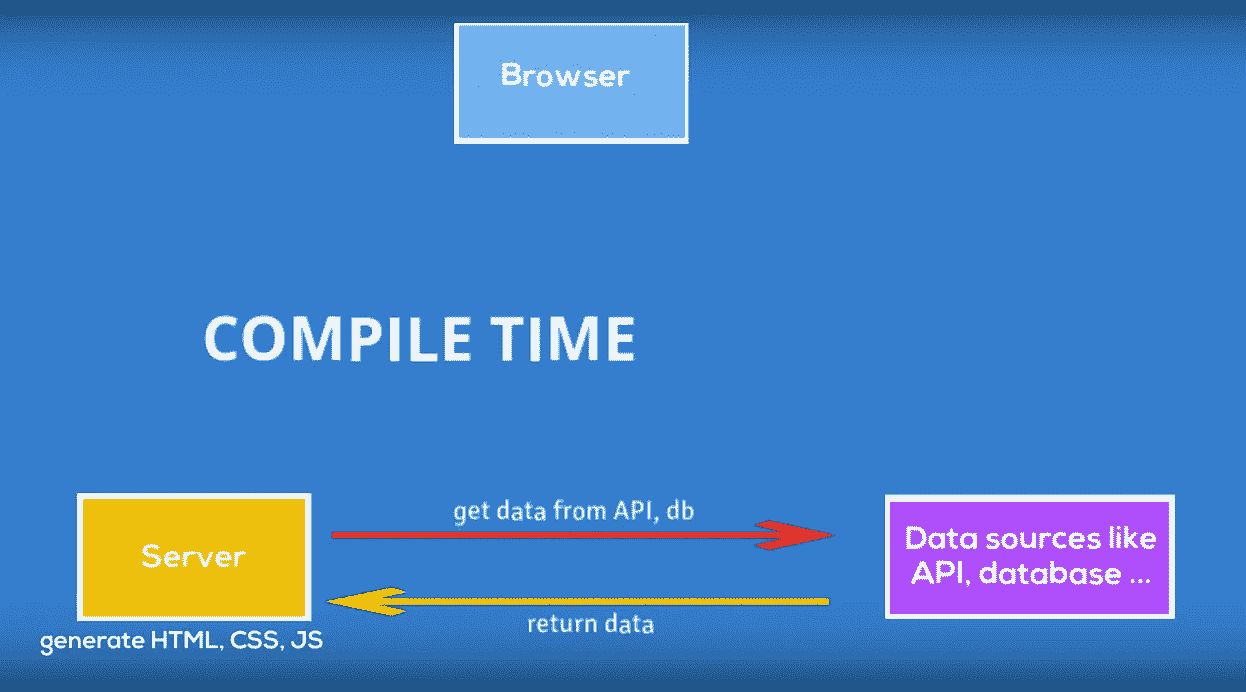 Browser
COMPILE TIME
get data from API, db
Server
Data sources like
API, database ...
return data
generate HTML, CSS, JS